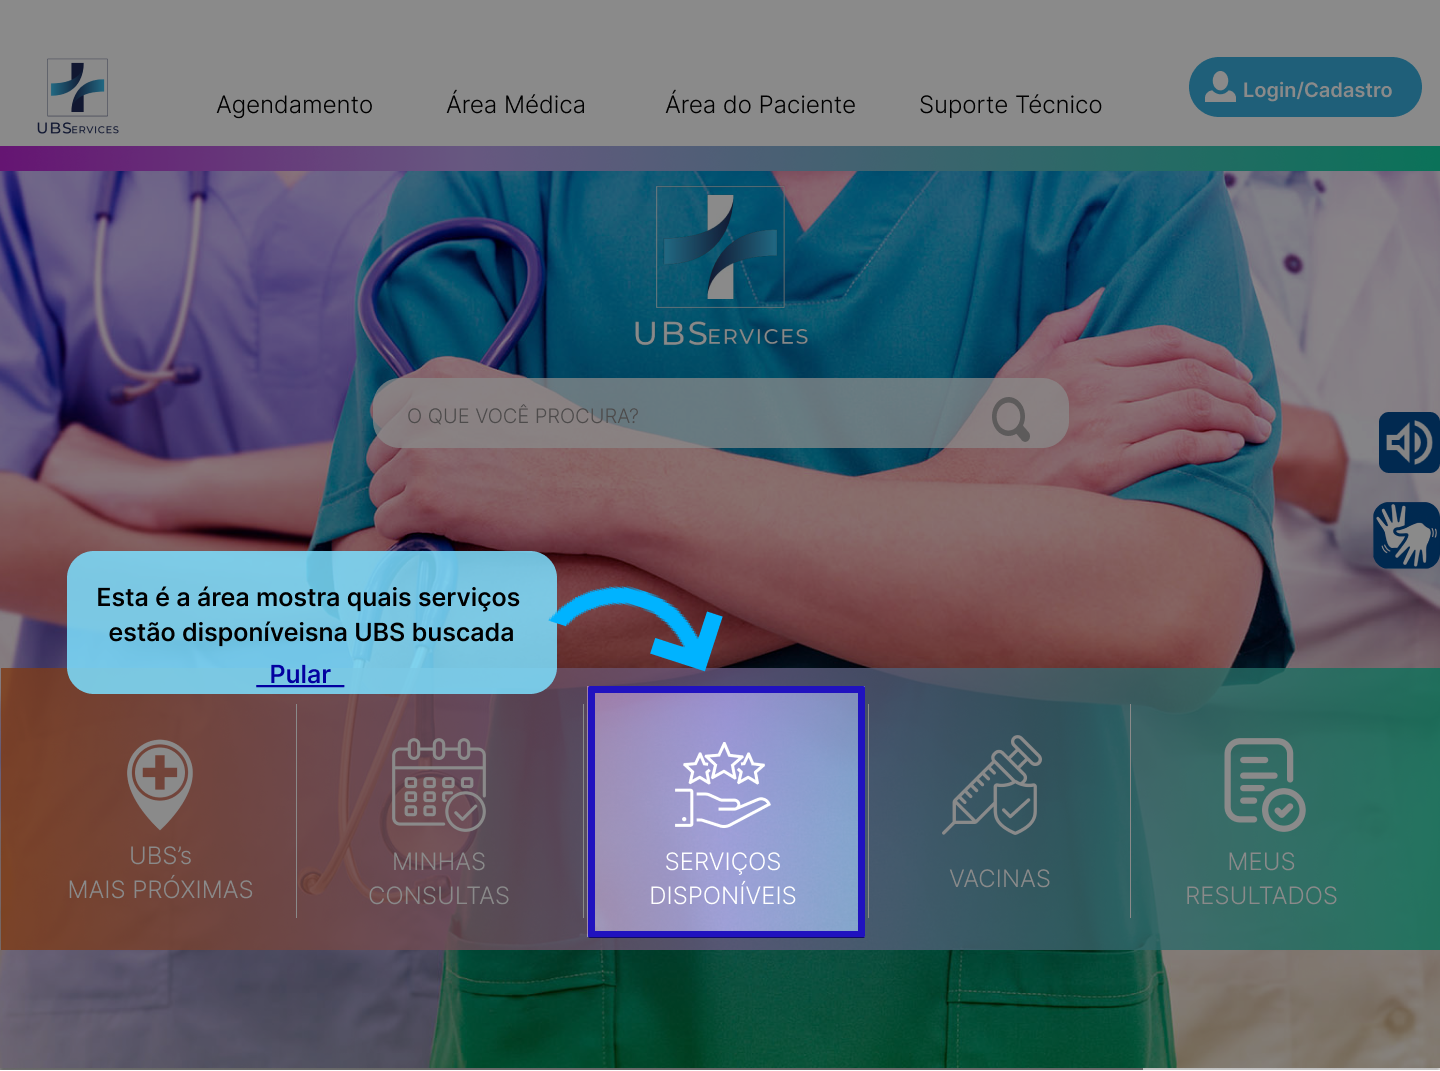 UBSERVICES
Agendamento
Área Médica
Área do Paciente
Suporte Técnico
Login/Cadastro
UBSERVICES
O QUE VOCÊ PROCURA?
Esta é a área mostra quais serviços
estão disponíveisna UBS buscada
Pular
UBS’s
MAIS PRÓXIMAS
MINHAS
CONSULTAS
SERVIÇOS
DISPONÍVEIS
VACINAS
MEUS
RESULTADOS